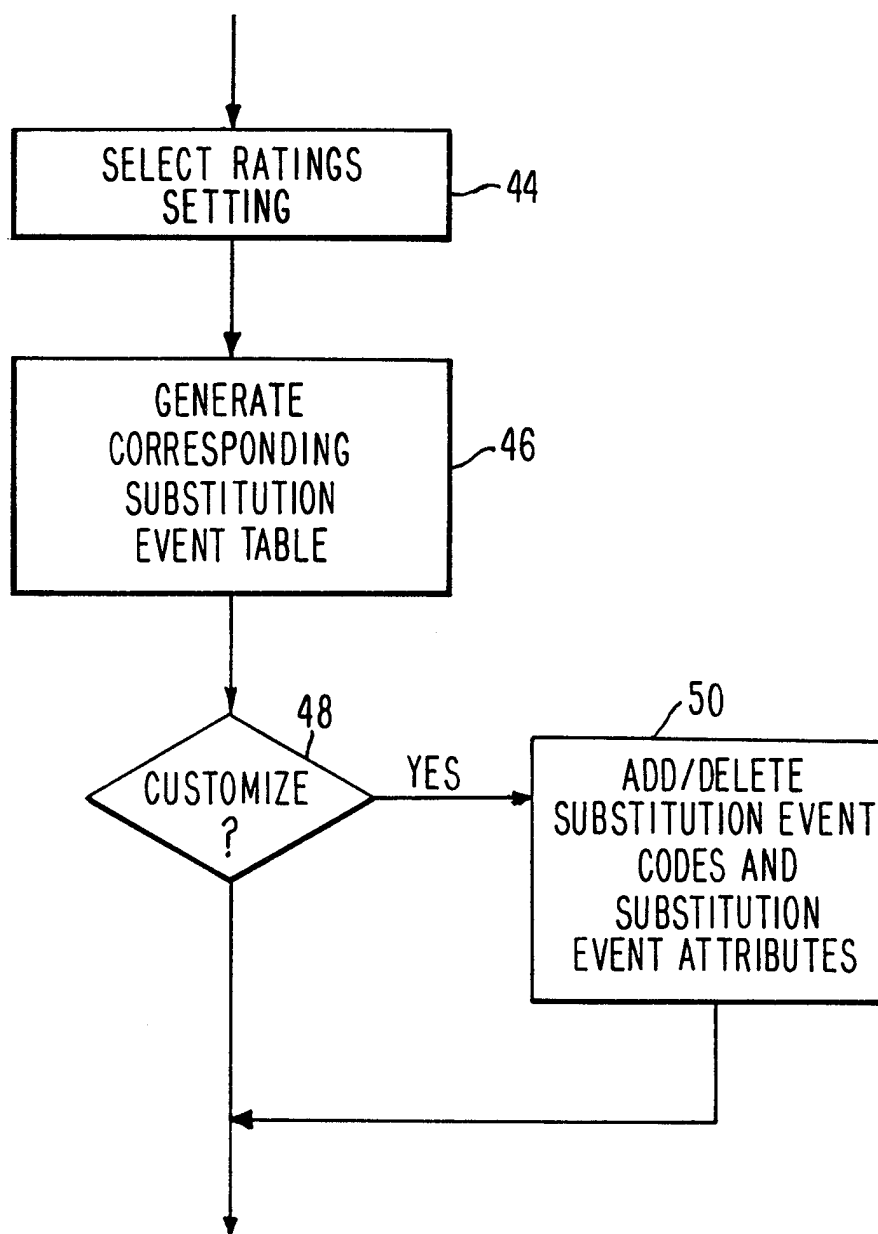 SELECT RATINGS
SETTING
44
GENERATE
CORRESPONDING
SUBSTITUTION
EVENT TABLE
46
CUSTOMIZE
?
48
YES
50
ADD/DELETE
SUBSTITUTION EVENT
CODES AND
SUBSTITUTION
EVENT ATTRIBUTES